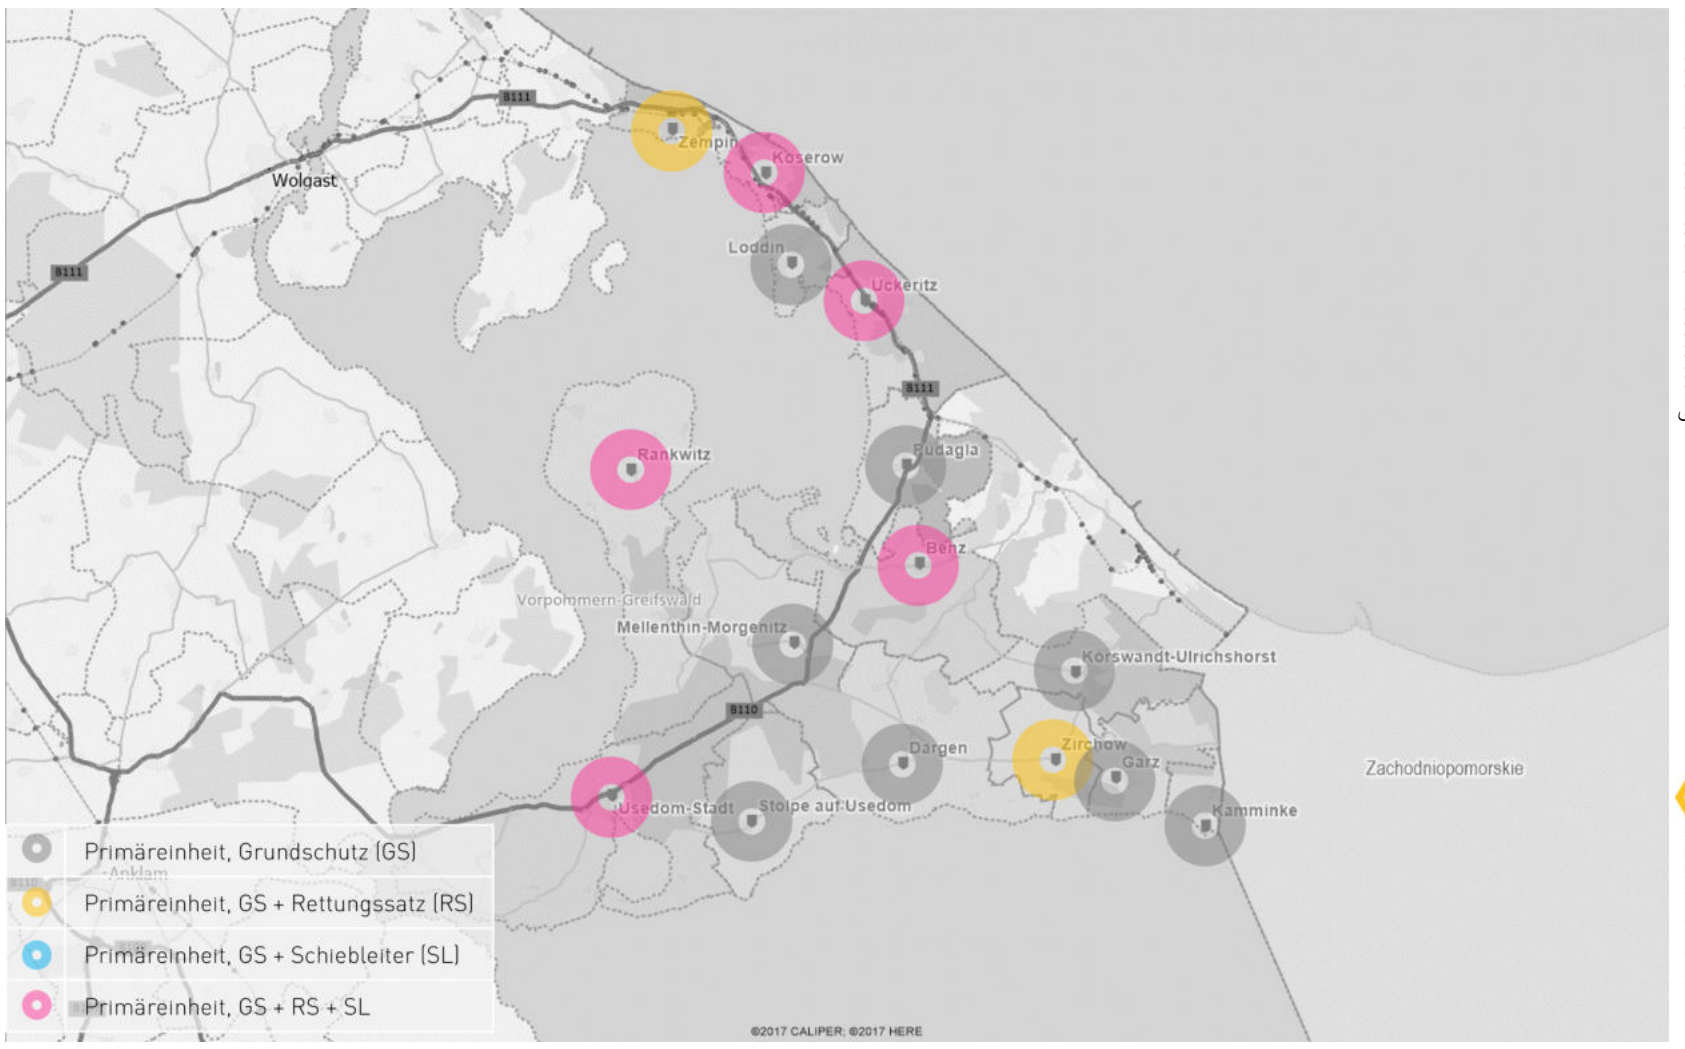 B111
Zempin
Koserow
Wolgast
Loddin
B111
Ückeritz
B111
Pudagla
Rankwitz
Benz
Vorpommern-Greifswald
Mellenthin-Morgenitz
Korswandt-Ulrichshorst
B110
Dargen
Zirchow
Garz
Zachodniopomorskie
Usedom-Stadt
Stolpe auf Usedom
Kamminke
Primäreinheit, Grundschutz (GS)
Anklam
B110
Primäreinheit, GS + Rettungssatz (RS)
Primäreinheit, GS + Schiebleiter (SL)
Primäreinheit, GS + RS + SL
©2017 CALIPER; ©2017 HERE